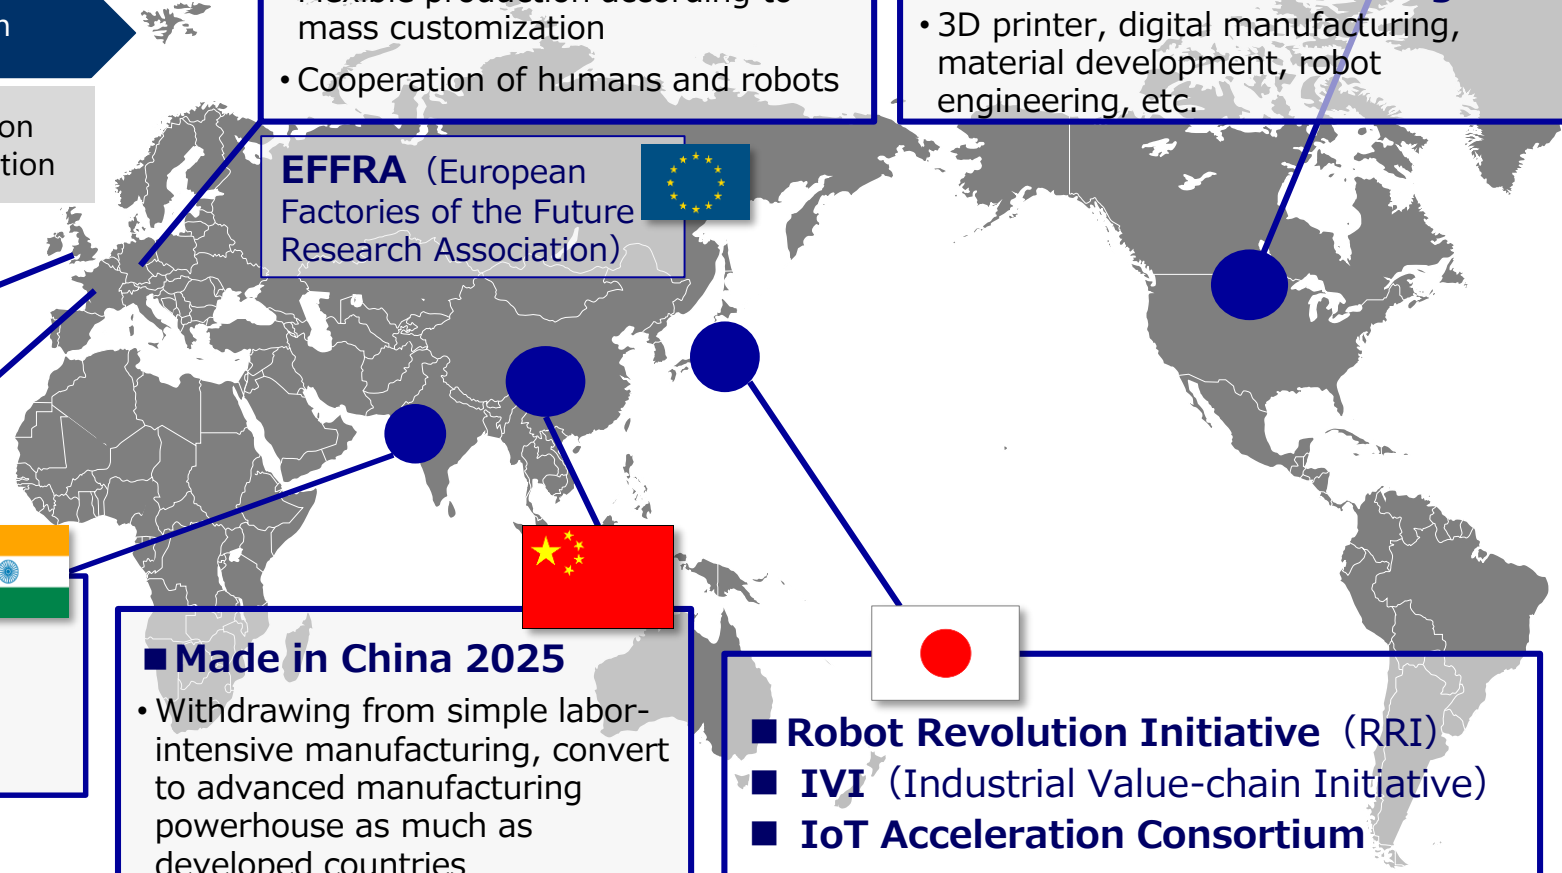 mass customization
• Cooperation of humans and robots
• 3D printer, digital manufacturing,
material development, robot
engineering, etc.
EFFRA（European
Factories of the Future
Research Association）
■ Made in China 2025
• Withdrawing from simple labor-
intensive manufacturing, convert
to advanced manufacturing
powerhouse as much as
developed countries
■ Robot Revolution Initiative（RRI）
■ IVI（Industrial Value-chain Initiative）
■ IoT Acceleration Consortium